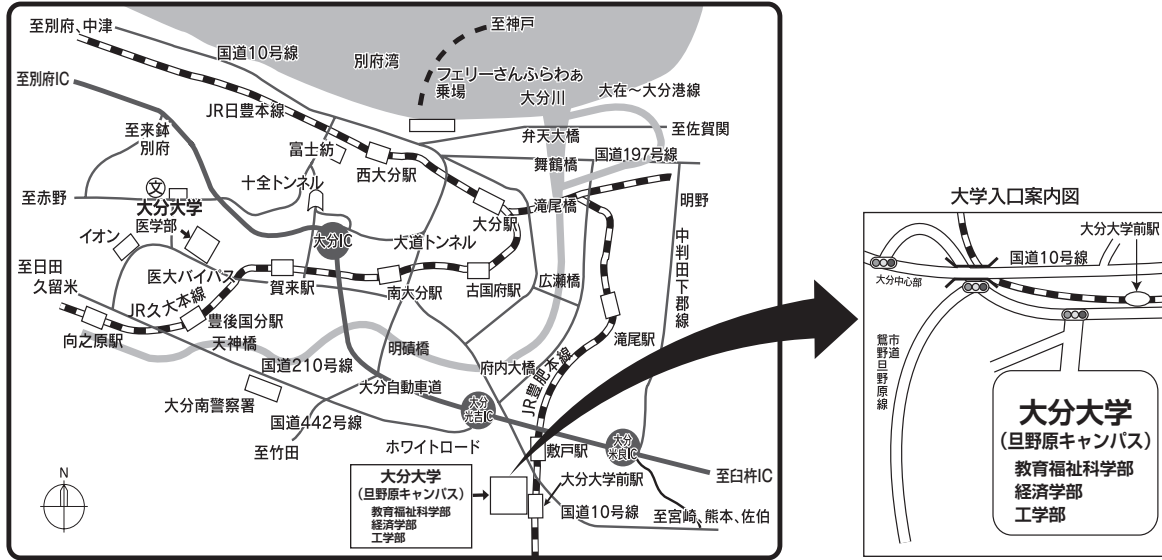 至別府、中津
国道10号線
至神戸
別府湾
フェリーさんふらわぁ
乗場
至別府IC
JR日豊本線
大分川
大在〜大分港線
至来鉢
別府
弁天大橋
至佐賀関
富士紡
西大分駅
舞鶴橋
国道197号線
至赤野
文
大分大学
医学部
十全トンネル
大分駅
滝尾橋
明野
イオン
大分IC
大道トンネル
中判田下郡線
至日田
久留米
医大バイパス
賀来駅
南大分駅
古国府駅
広瀬橋
JR久大本線
豊後国分駅
向之原駅
天神橋
明磧橋
滝尾駅
国道210号線
府内大橋
JR豊肥本線
大分自動車道
大分南警察署
国道442号線
大分
光吉IC
至竹田
ホワイトロード
敷戸駅
大分
米良IC
至臼杵IC
N
大分大学
(旦野原キャンパス)
教育福祉科学部
経済学部
工学部
大分大学前駅
国道10号線
至宮崎、熊本、佐伯
大学入口案内図
大分大学前駅
国道10号線
大分中心部
市道
鴛野旦野原線
大分大学
(旦野原キャンパス)
教育福祉科学部
経済学部
工学部